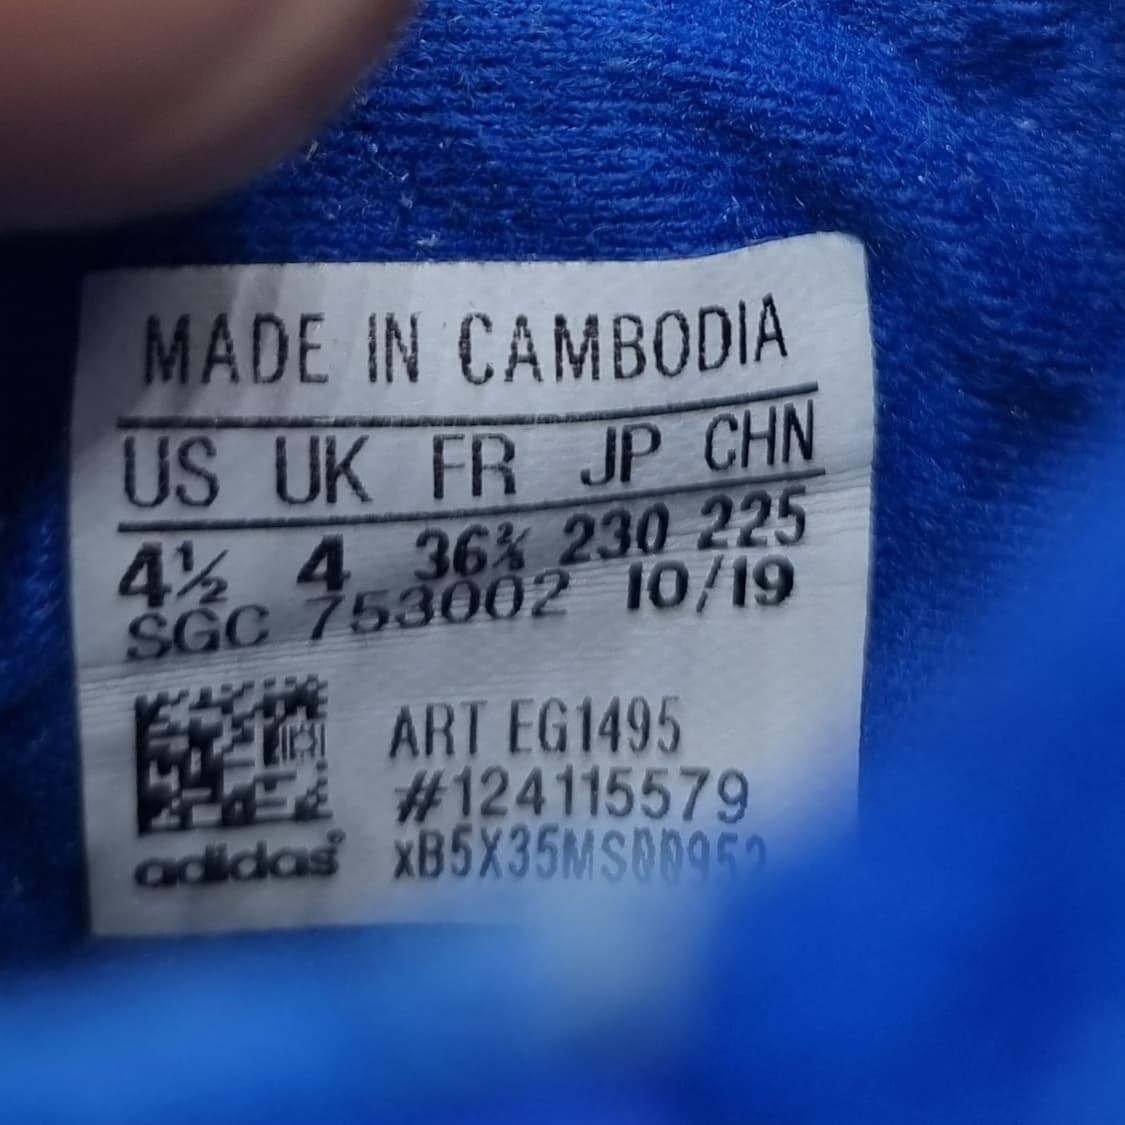 MADE IN CAMBODIA
US UK FR JP CHN
4½ 4 36⅔ 230 225
SGC 753002 10/19
ART EG1495
#124115579
adidas